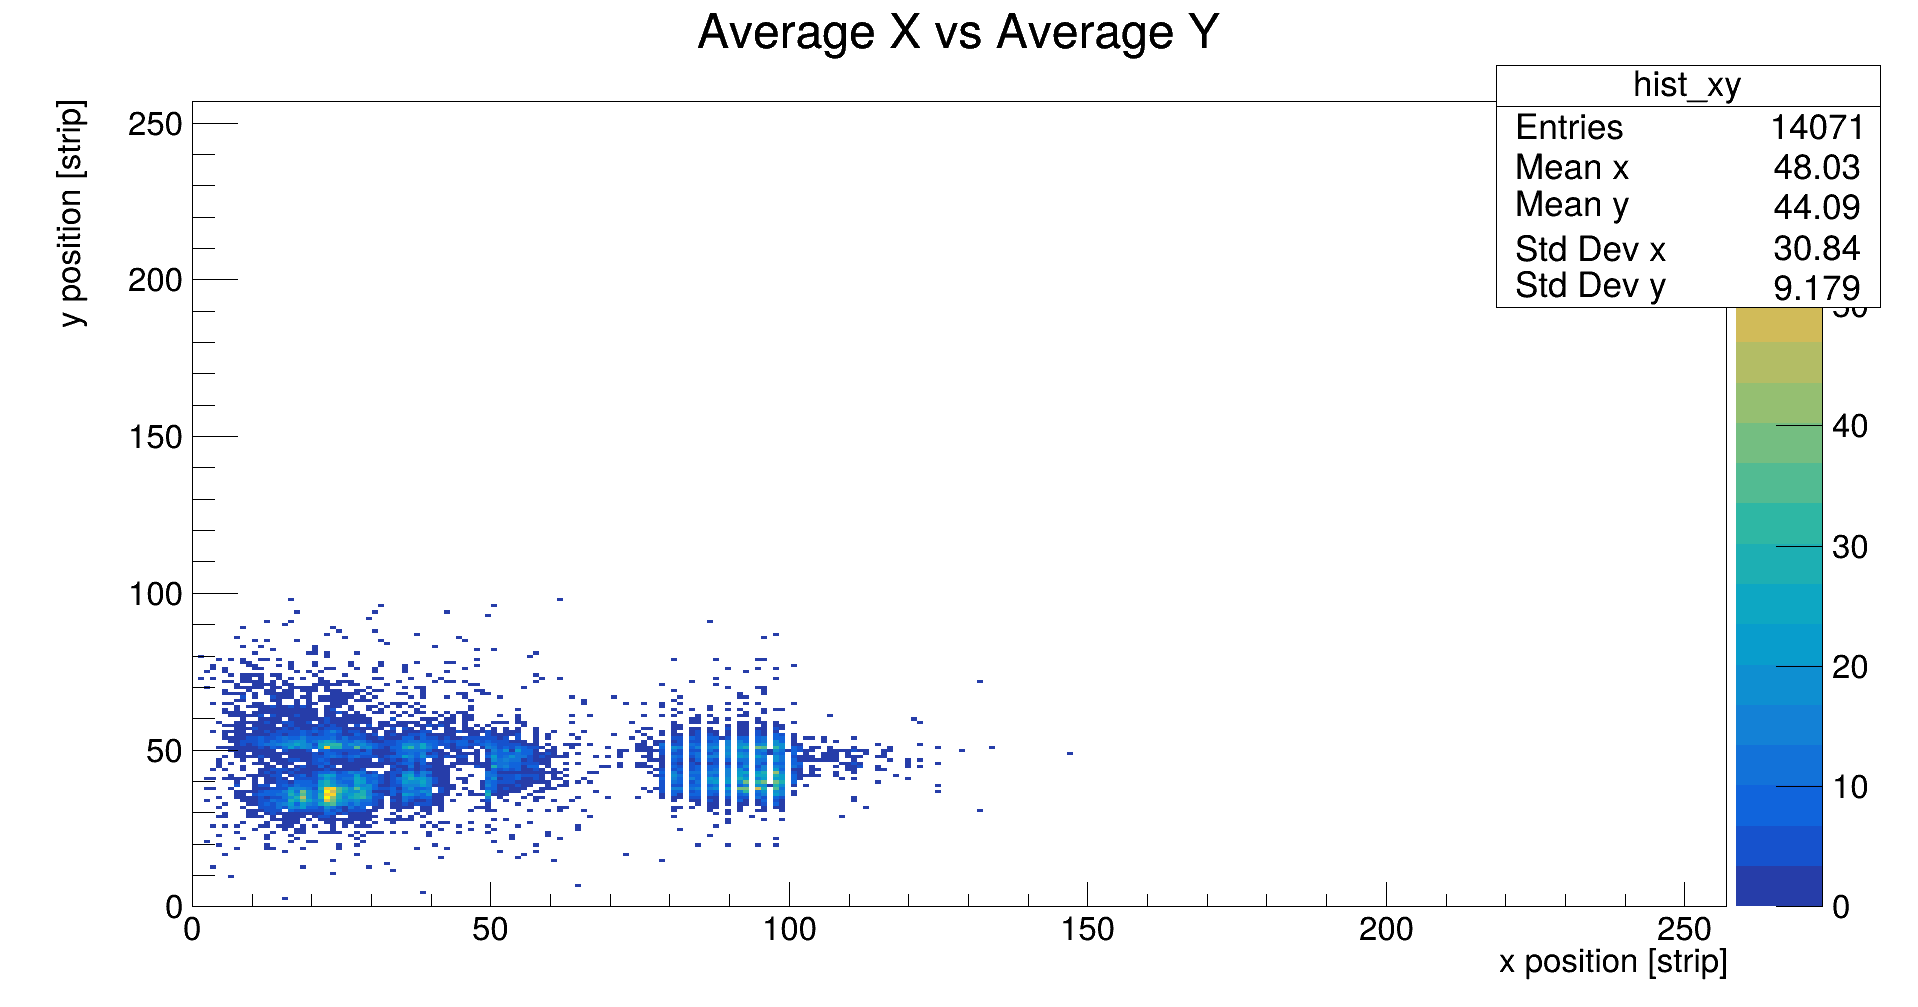 Average X vs Average Y
hist_xy
Entries 14071
Mean x 48.03
Mean y 44.09
Std Dev x 30.84
Std Dev y 9.179
y position [strip]
250
200
150
100
50
0
0 50 100 150 200 250
x position [strip]
50
40
30
20
10
0